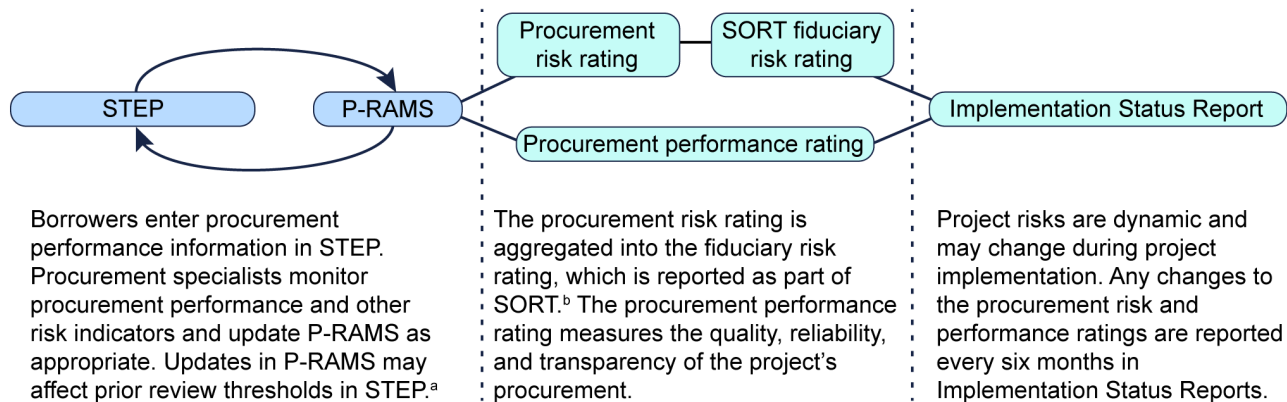 Procurement
risk rating
SORT fiduciary
risk rating
STEP
P-RAMS
Implementation Status Report
Procurement performance rating
Borrowers enter procurement
performance information in STEP.
Procurement specialists monitor
procurement performance and other
risk indicators and update P-RAMS as
appropriate. Updates in P-RAMS may
affect prior review thresholds in STEP.ᵃ
The procurement risk rating is
aggregated into the fiduciary risk
rating, which is reported as part of
SORT.ᵇ The procurement performance
rating measures the quality, reliability,
and transparency of the project’s
procurement.
Project risks are dynamic and
may change during project
implementation. Any changes to
the procurement risk and
performance ratings are reported
every six months in
Implementation Status Reports.